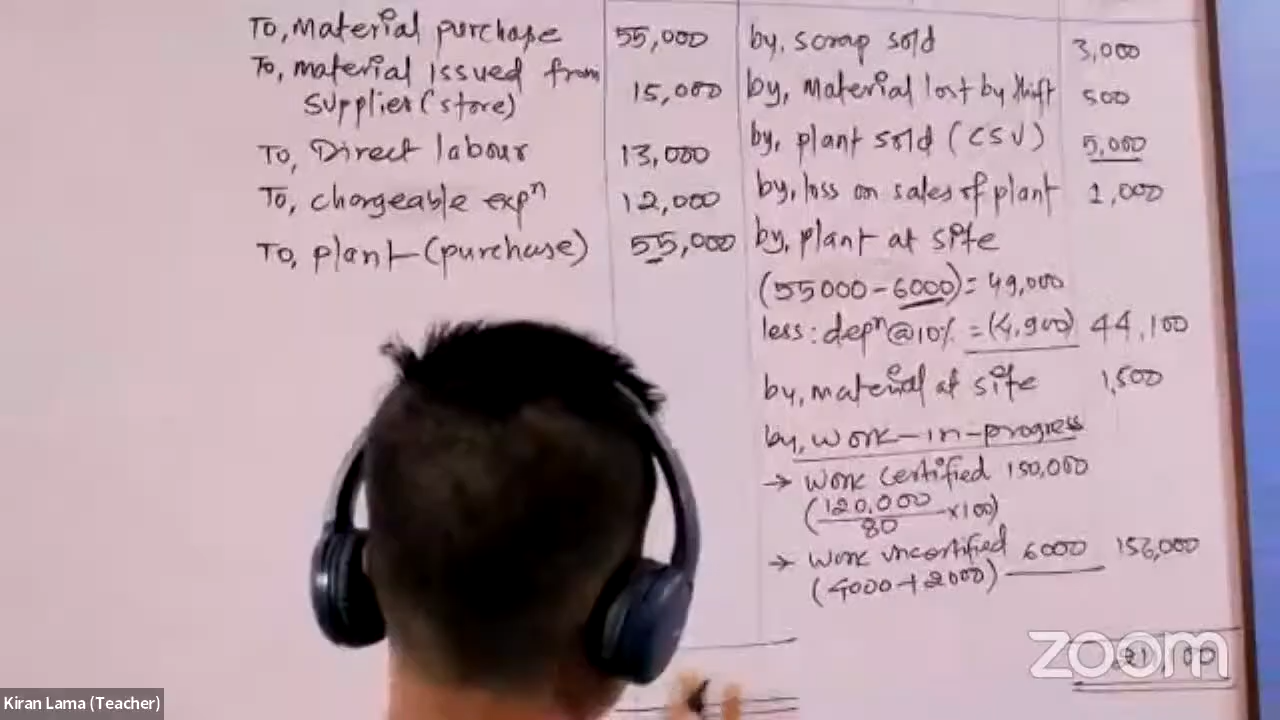 To, Material purchase 55,000
To, material issued from
Supplier (store) 15,000
To, Direct labour 13,000
To, chargeable expⁿ 12,000
To, plant (purchase) 55,000
by, scrap sold 3,000
by, Material lost by thift 500
by, plant sold (CSV) 5,000
by, loss on sales of plant 1,000
by, plant at site
(55000-6000)= 49,000
less: depⁿ@10% =(4,900) 44,100
by, material at site 1,500
by, work-in-progress
→ work certified 150,000
(120,000/80 ×100)
→ work uncertified 6000 156,000
(4000+2000)
zoom
Kiran Lama (Teacher)